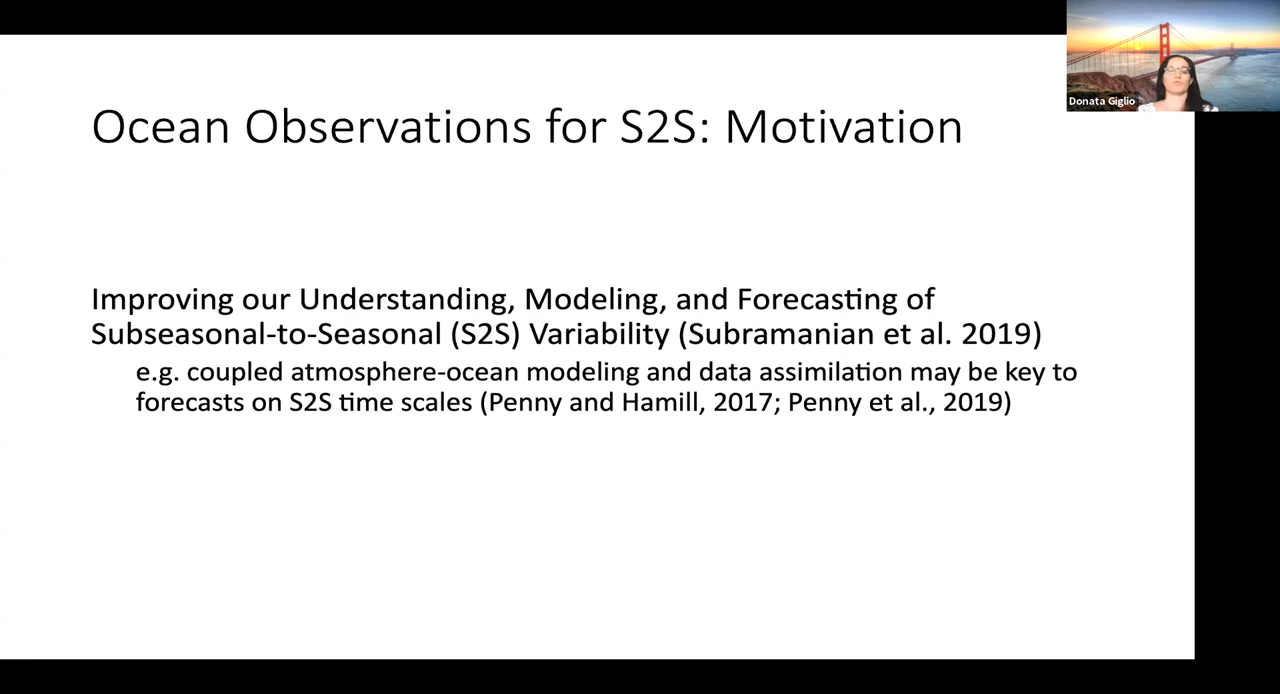 Donata Giglio
Ocean Observations for S2S: Motivation
Improving our Understanding, Modeling, and Forecasting of
Subseasonal-to-Seasonal (S2S) Variability (Subramanian et al. 2019)
e.g. coupled atmosphere-ocean modeling and data assimilation may be key to
forecasts on S2S time scales (Penny and Hamill, 2017; Penny et al., 2019)